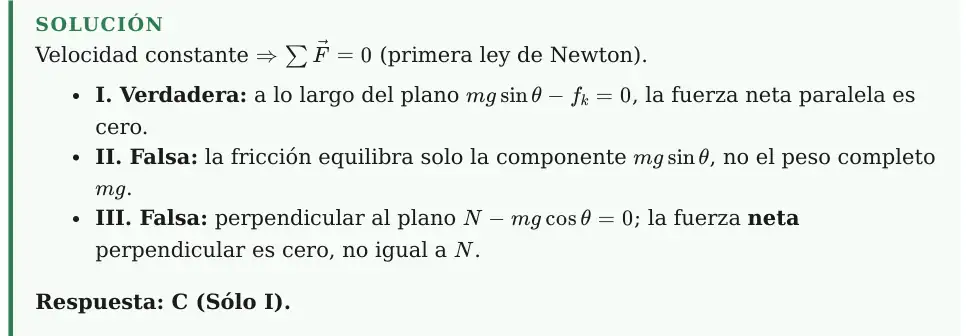 SOLUCIÓN
Velocidad constante ⇒ ∑ F⃗ = 0 (primera ley de Newton).
• I. Verdadera: a lo largo del plano mg sin θ − fₖ = 0, la fuerza neta paralela es
cero.
• II. Falsa: la fricción equilibra solo la componente mg sin θ, no el peso completo
mg.
• III. Falsa: perpendicular al plano N − mg cos θ = 0; la fuerza neta
perpendicular es cero, no igual a N.
Respuesta: C (Sólo I).